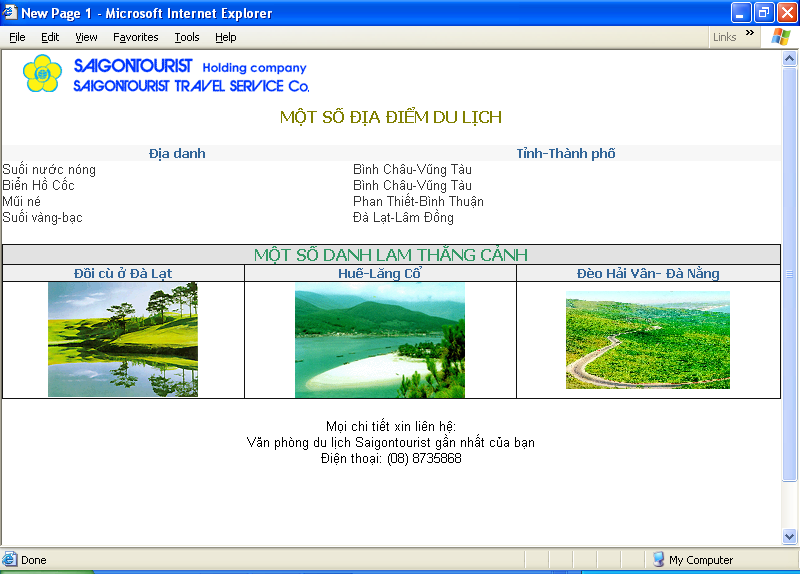 New Page 1 - Microsoft Internet Explorer
File Edit View Favorites Tools Help Links »
SAIGONTOURIST Holding company
SAIGONTOURIST TRAVEL SERVICE Co.
MỘT SỐ ĐỊA ĐIỂM DU LỊCH
Địa danh Tỉnh-Thành phố
Suối nước nóng Bình Châu-Vũng Tàu
Biển Hồ Cốc Bình Châu-Vũng Tàu
Mũi né Phan Thiết-Bình Thuận
Suối vàng-bạc Đà Lạt-Lâm Đồng
MỘT SỐ DANH LAM THẮNG CẢNH
Đồi cù ở Đà Lạt Huế-Lăng Cố Đèo Hải Vân- Đà Nẵng
Mọi chi tiết xin liên hệ:
Văn phòng du lịch Saigontourist gần nhất của bạn
Điện thoại: (08) 8735868
Done My Computer